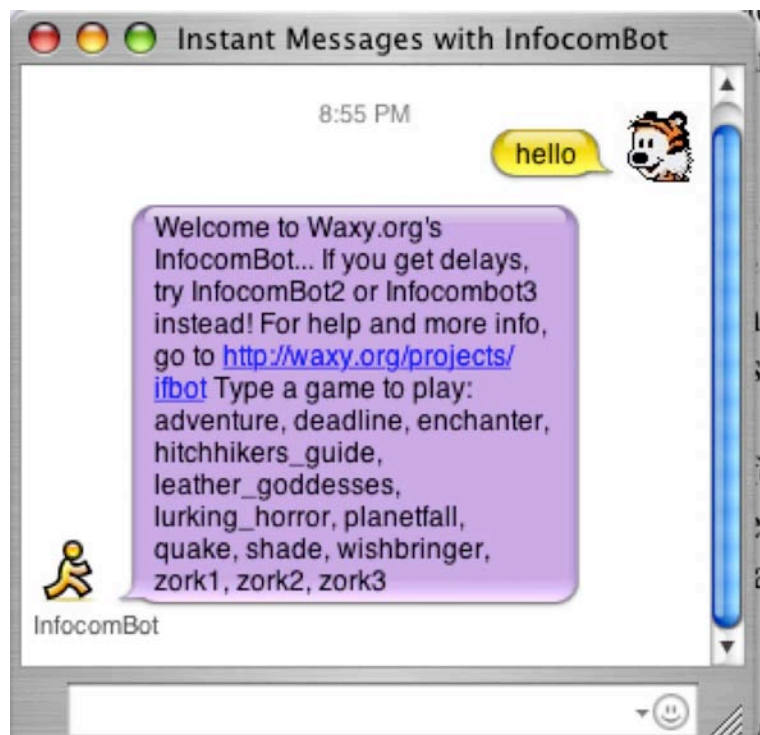 Instant Messages with InfocomBot
8:55 PM
hello
Welcome to Waxy.org's
InfocomBot... If you get delays,
try InfocomBot2 or Infocombot3
instead! For help and more info,
go to http://waxy.org/projects/
ifbot Type a game to play:
adventure, deadline, enchanter,
hitchhikers_guide,
leather_goddesses,
lurking_horror, planetfall,
quake, shade, wishbringer,
zork1, zork2, zork3
InfocomBot